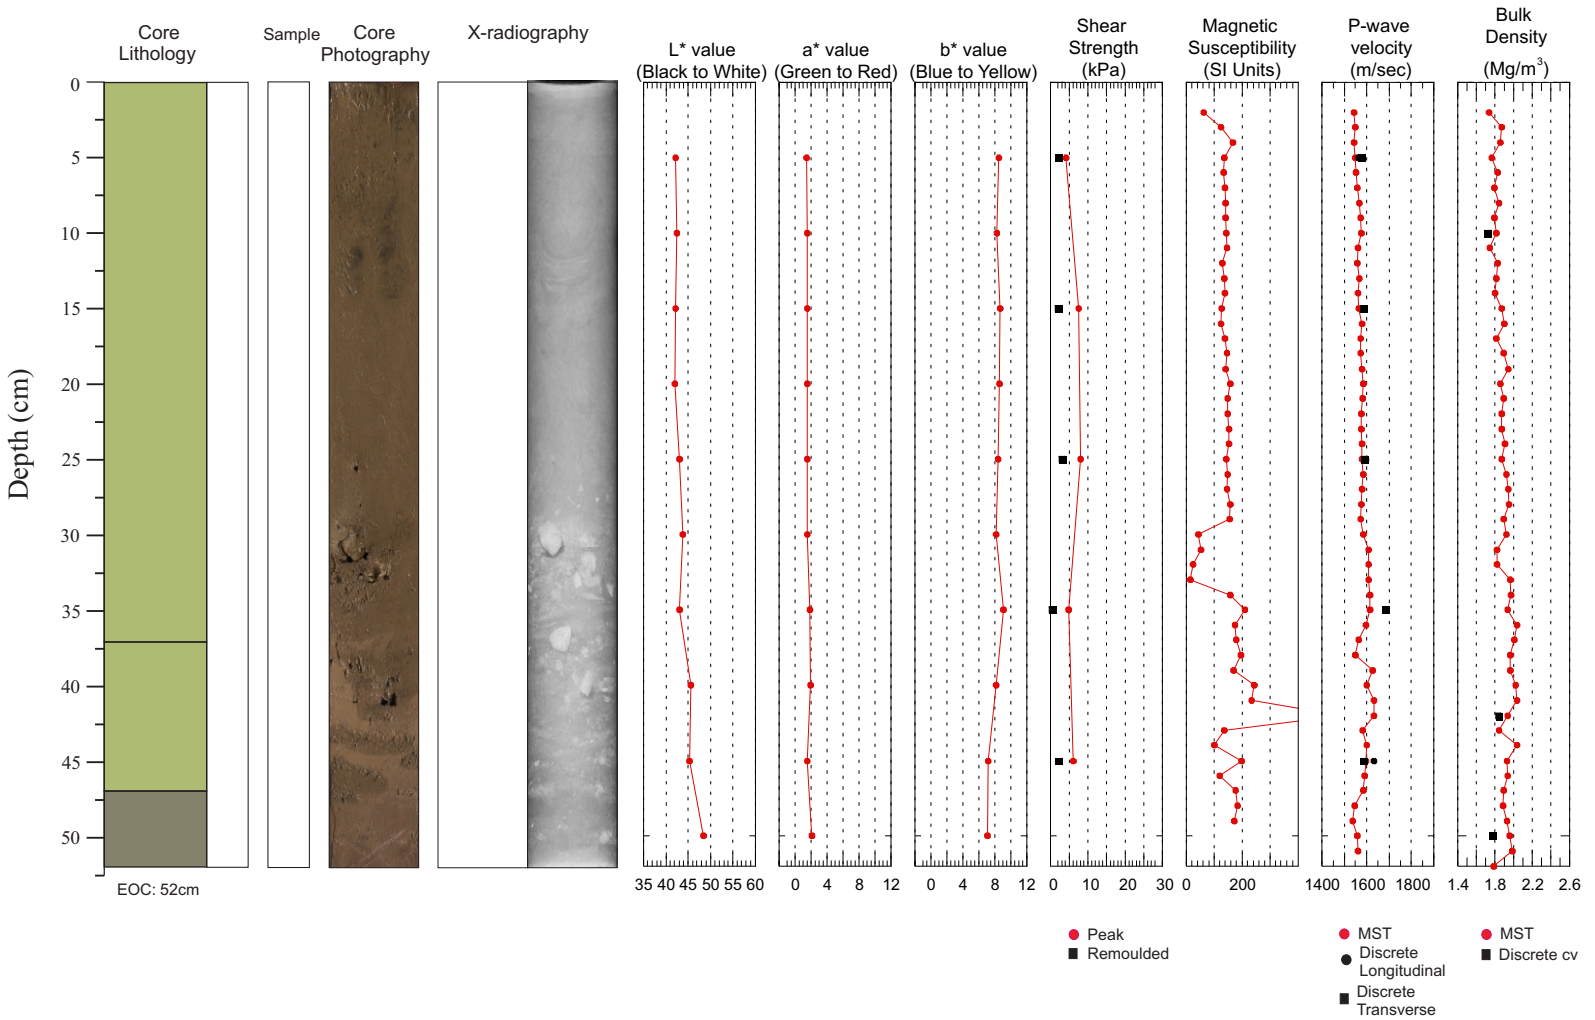 Core
Lithology
Sample
Core
Photography
X-radiography
L* value
(Black to White)
a* value
(Green to Red)
b* value
(Blue to Yellow)
Shear
Strength
(kPa)
Magnetic
Susceptibility
(SI Units)
P-wave
velocity
(m/sec)
Bulk
Density
(Mg/m³)
Depth (cm)
0
5
10
15
20
25
30
35
40
45
50
EOC: 52cm
35 40 45 50 55 60
0 4 8 12
0 4 8 12
0 10 20 30
0 200
1400 1600 1800
1.4 1.8 2.2 2.6
Peak
Remoulded
MST
Discrete
Longitudinal
Discrete
Transverse
MST
Discrete cv